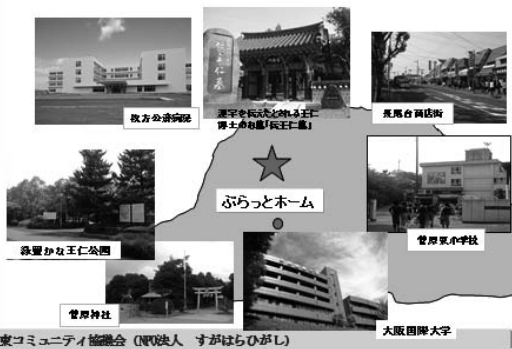 枚方公済病院
漢字を伝えたとされる王仁
博士のお墓「伝王仁墓」
長尾台商店街
ぷらっとホーム
緑豊かな王仁公園
菅原東小学校
菅原神社
大阪国際大学
東コミュニティ協議会（NPO法人　すがはらひがし）